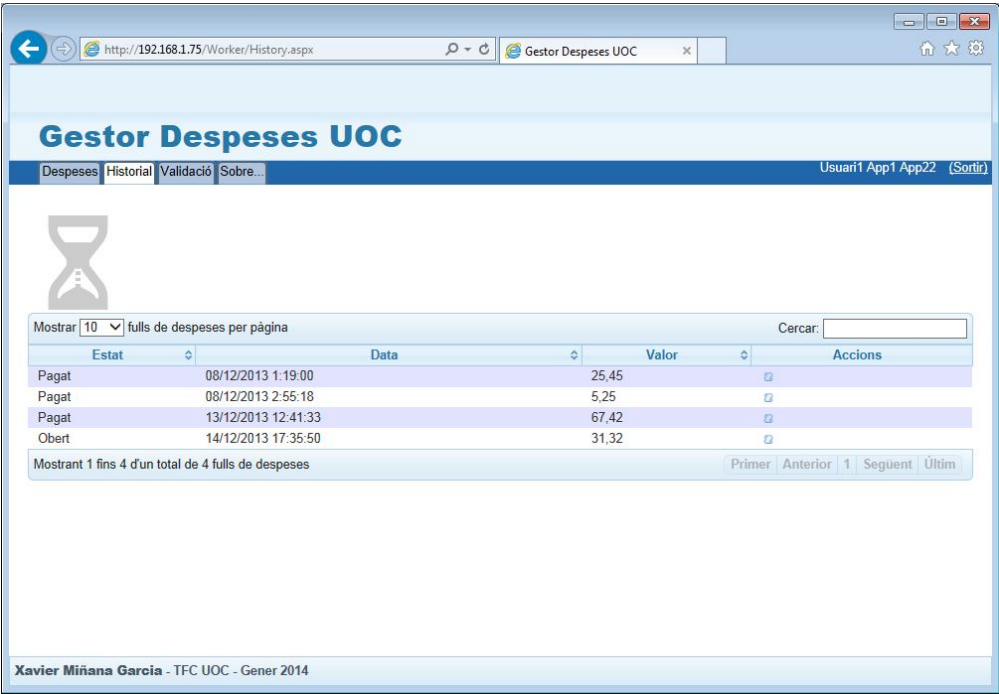 http://192.168.1.75/Worker/History.aspx
Gestor Despeses UOC
Gestor Despeses UOC
Despeses Historial Validació Sobre... Usuari1 App1 App22 (Sortir)
Mostrar 10 fulls de despeses per pàgina Cercar:
Estat Data Valor Accions
Pagat 08/12/2013 1:19:00 25,45
Pagat 08/12/2013 2:55:18 5,25
Pagat 13/12/2013 12:41:33 67,42
Obert 14/12/2013 17:35:50 31,32
Mostrant 1 fins 4 d'un total de 4 fulls de despeses Primer Anterior 1 Següent Últim
Xavier Miñana Garcia - TFC UOC - Gener 2014